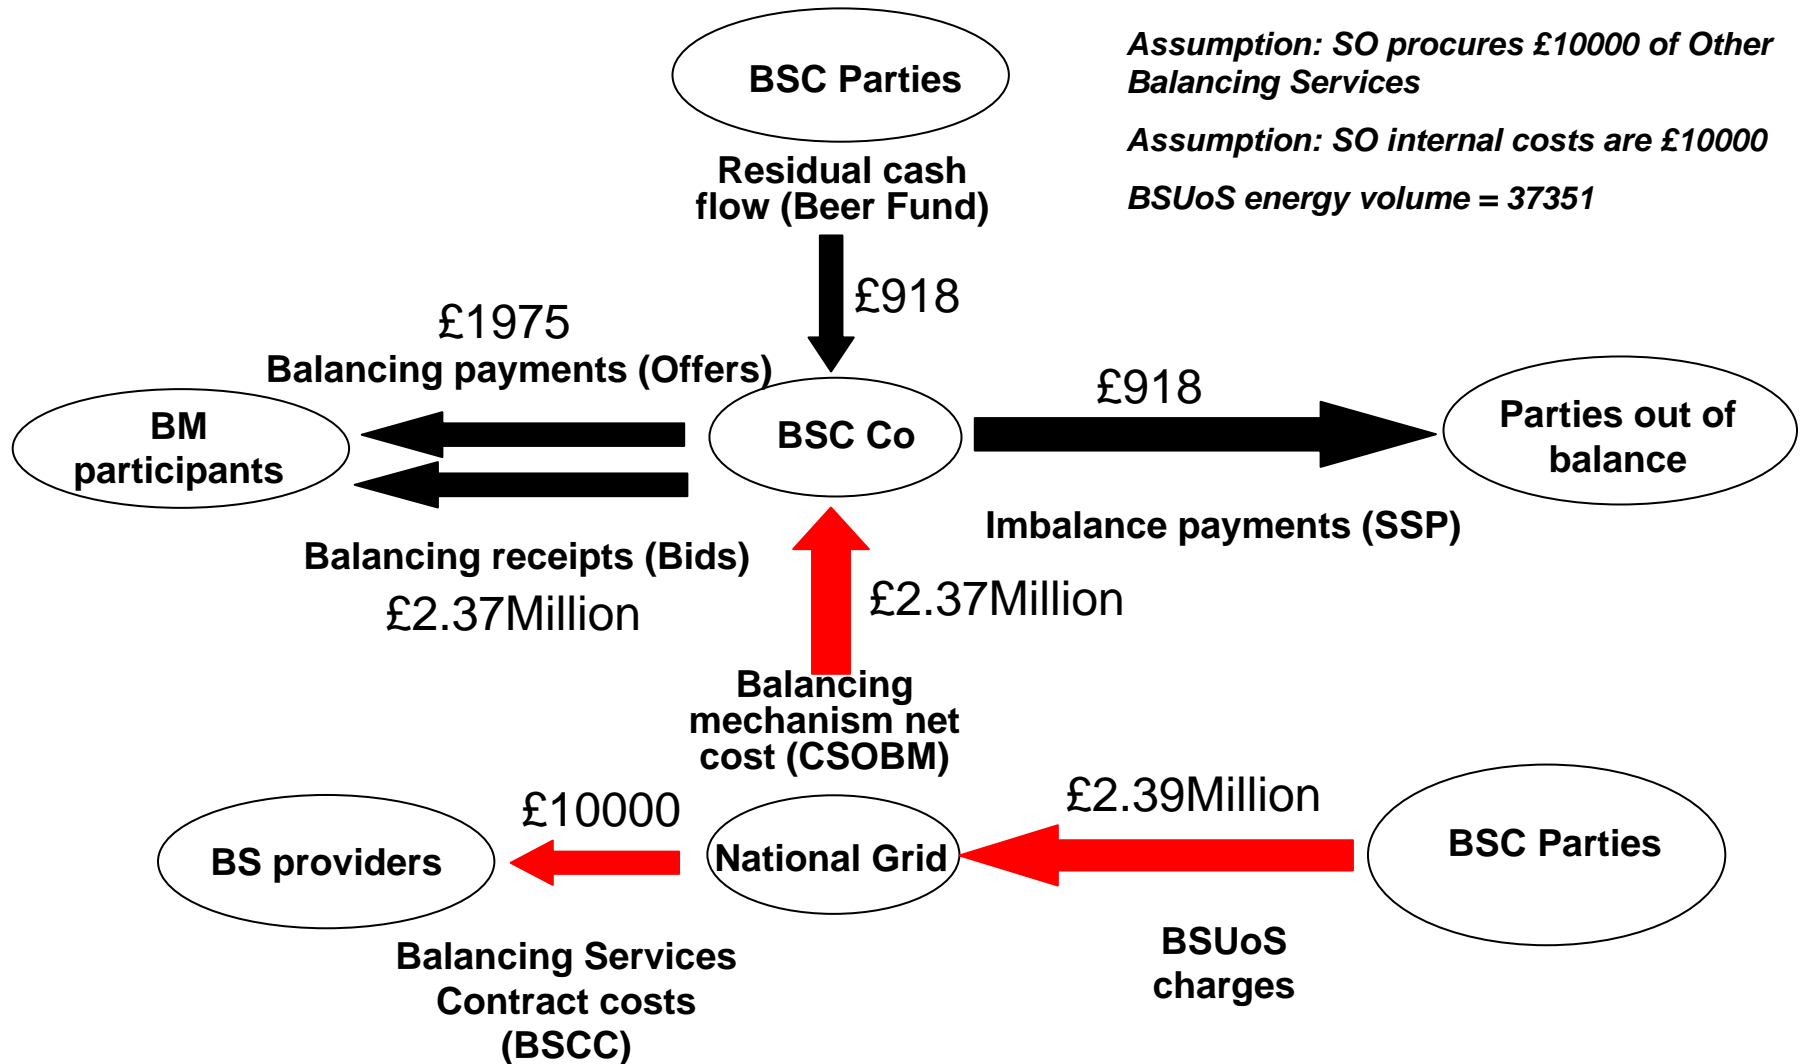 BSC Parties
Assumption: SO procures £10000 of Other
Balancing Services
Assumption: SO internal costs are £10000
BSUoS energy volume = 37351
Residual cash
flow (Beer Fund)
£918
£1975
Balancing payments (Offers)
BM
participants
BSC Co
£918
Parties out of
balance
Imbalance payments (SSP)
Balancing receipts (Bids)
£2.37Million
£2.37Million
Balancing
mechanism net
cost (CSOBM)
£10000
£2.39Million
BS providers
National Grid
BSC Parties
Balancing Services
Contract costs
(BSCC)
BSUoS
charges